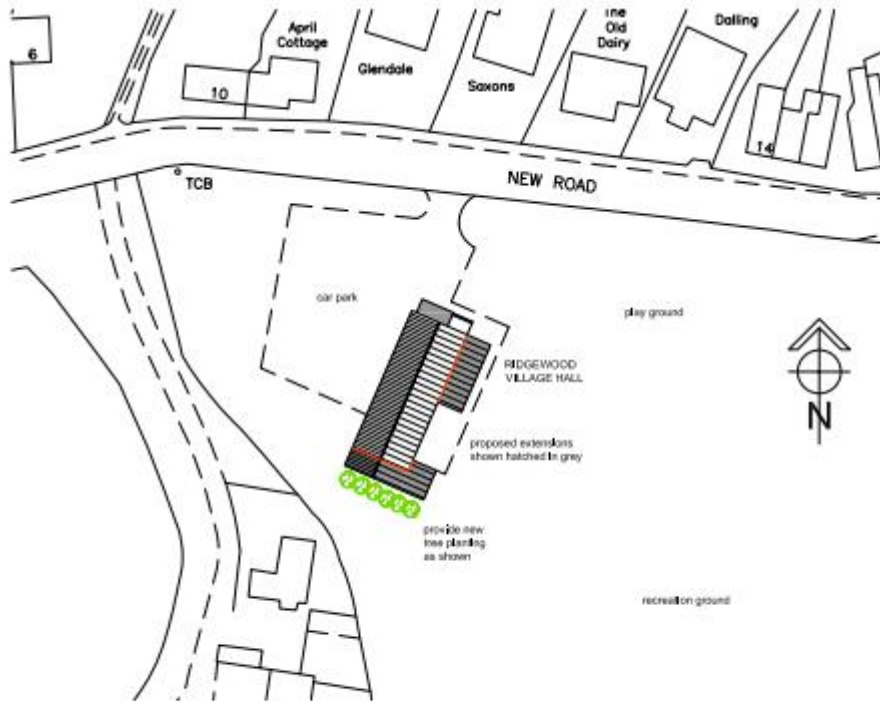 6
April
Cottage
10
Glendale
Saxons
The
Old
Dairy
Dalling
14
TCB
NEW ROAD
car park
play ground
RIDGEWOOD
VILLAGE HALL
N
proposed extensions
shown hatched in grey
provide new
tree planting
as shown
recreation ground